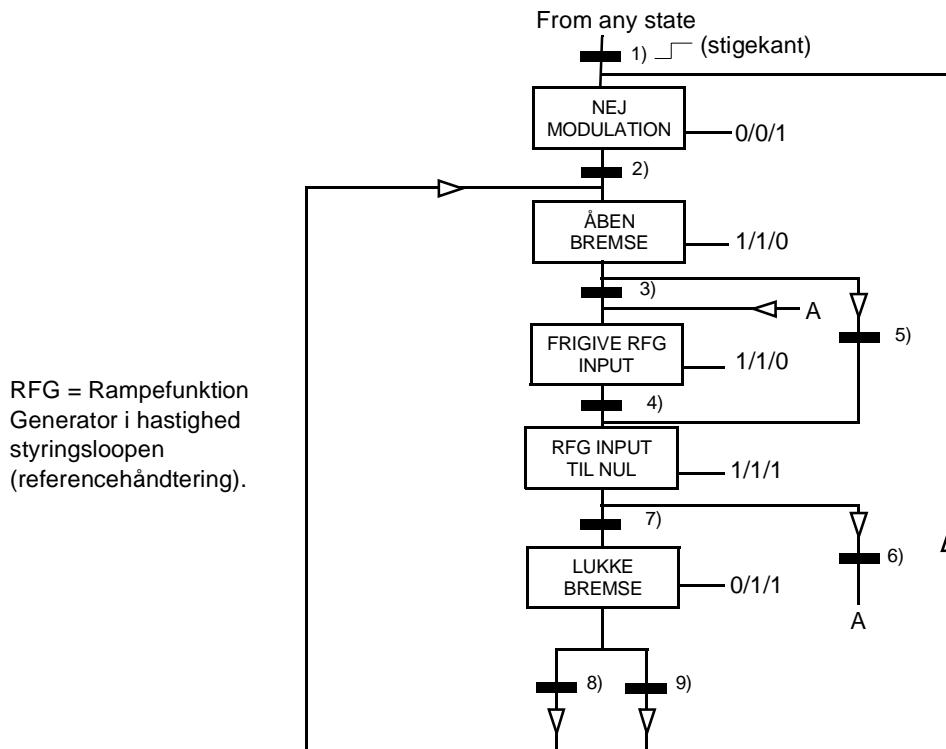 From any state
1)
(stigekant)
NEJ
MODULATION
0/0/1
2)
ÅBEN
BREMSE
1/1/0
3)
A
5)
FRIGIVE RFG
INPUT
1/1/0
RFG = Rampefunktion
Generator i hastighed
styringsloopen
(referencehåndtering).
4)
RFG INPUT
TIL NUL
1/1/1
7)
6)
LUKKE
BREMSE
0/1/1
A
8)
9)